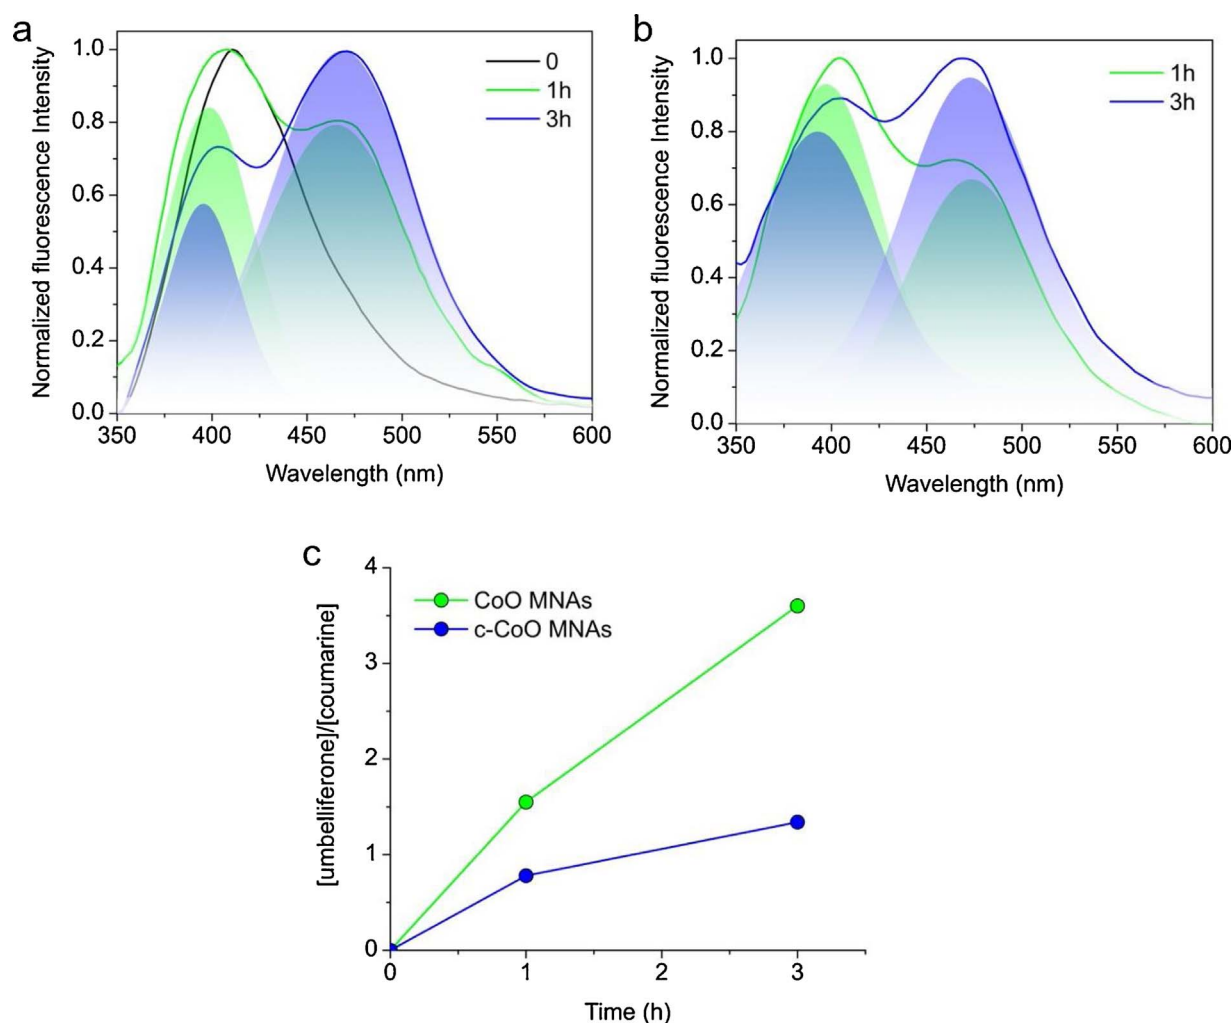 a
Normalized fluorescence Intensity
1.0
0.8
0.6
0.4
0.2
0.0
350 400 450 500 550 600
Wavelength (nm)
0
1h
3h
b
Normalized fluorescence Intensity
1.0
0.8
0.6
0.4
0.2
0.0
350 400 450 500 550 600
Wavelength (nm)
1h
3h
c
[umbelliferone]/[coumarine]
4
3
2
1
0
0 1 2 3
Time (h)
CoO MNAs
c-CoO MNAs